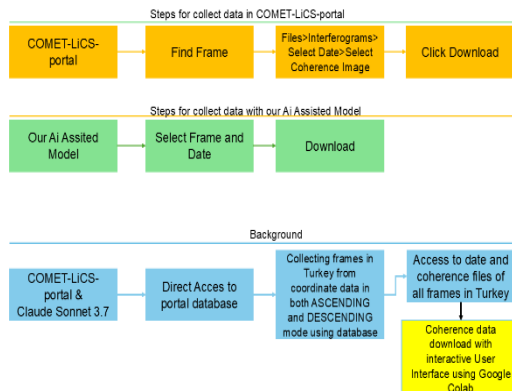 Steps for collect data in COMET-LiCS-portal
COMET-LiCS-
portal
Find Frame
Files>Interferograms>
Select Date>Select
Coherence Image
Click Download
Steps for collect data with our Ai Assisted Model
Our Ai Assited
Model
Select Frame and
Date
Download
Background
COMET-LiCS-
portal &
Claude Sonnet 3.7
Direct Acces to
portal database
Collecting frames in
Turkey from
coordinate data in
both ASCENDING
and DESCENDING
mode using database
Access to date and
coherence files of
all frames in Turkey
Coherence data
download with
interactive User
Interface using Google
Colab